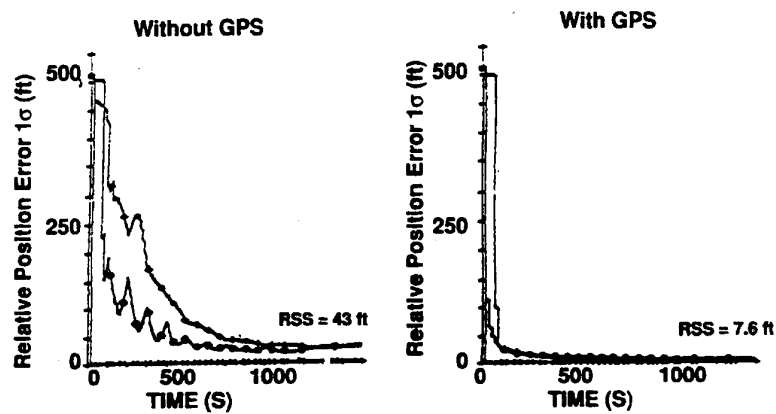 Without GPS
Relative Position Error 1σ (ft)
500
250
0
RSS = 43 ft
0
500
1000
TIME (S)
With GPS
Relative Position Error 1σ (ft)
500
250
0
RSS = 7.6 ft
0
500
1000
TIME (S)